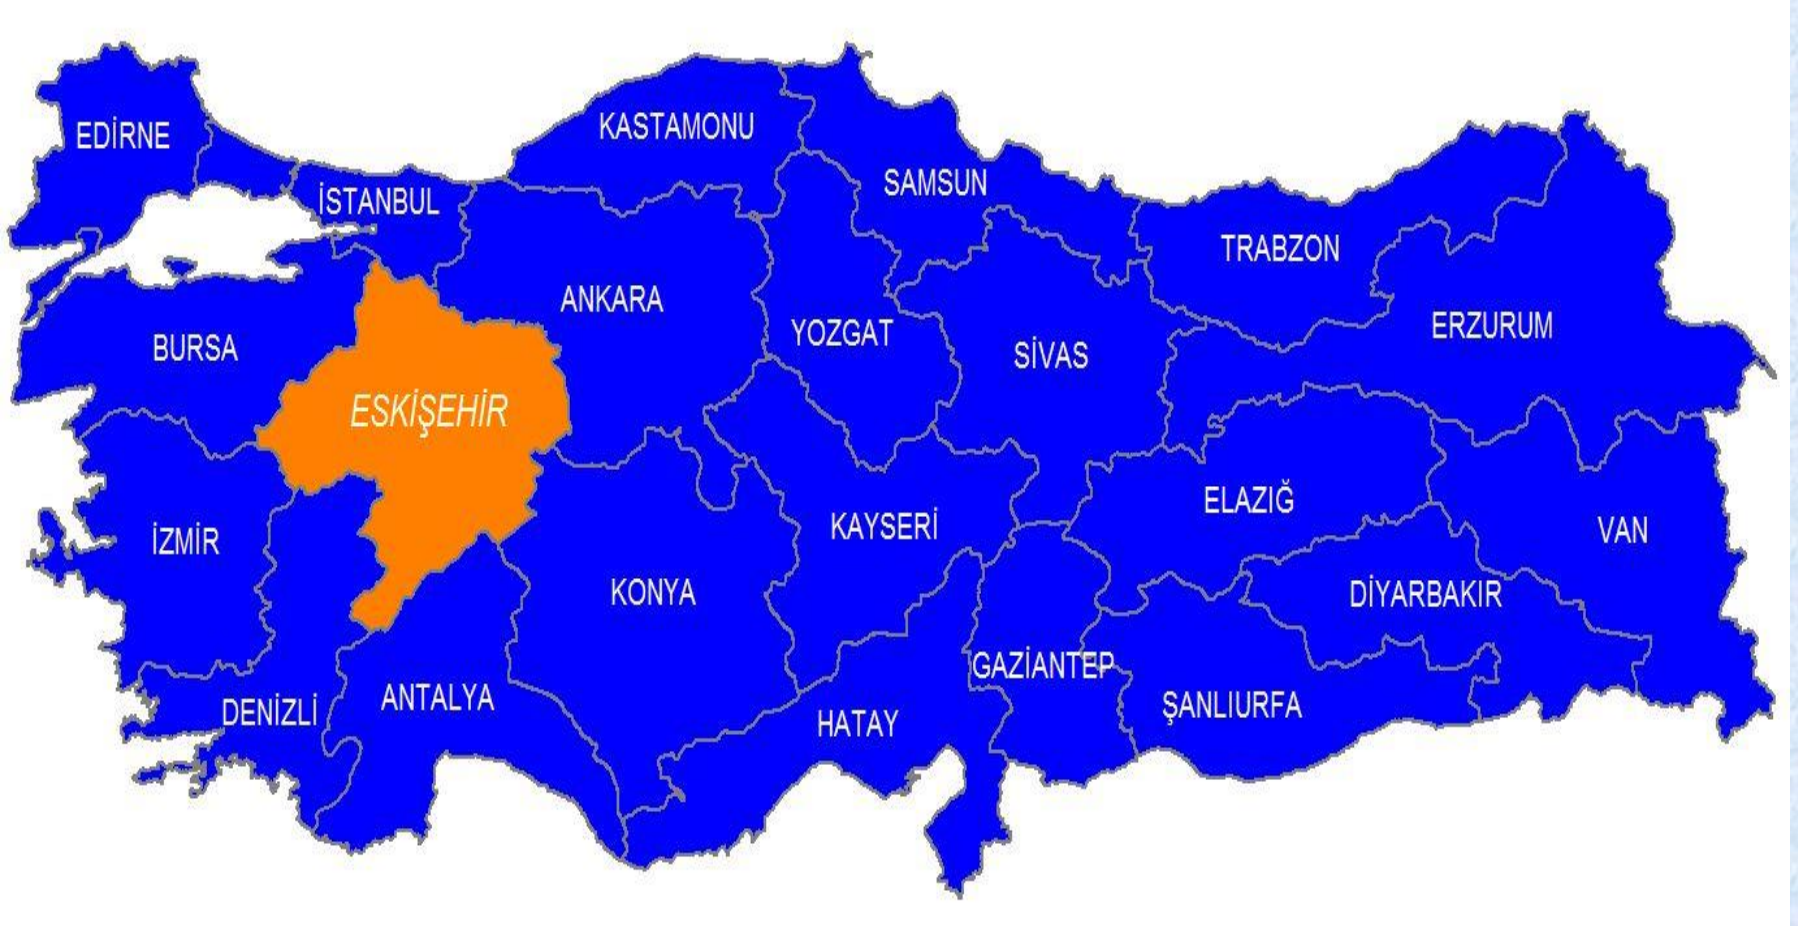 EDİRNE
KASTAMONU
İSTANBUL
SAMSUN
TRABZON
ANKARA
BURSA
YOZGAT
SİVAS
ERZURUM
ESKİŞEHİR
ELAZIĞ
İZMİR
KAYSERİ
VAN
KONYA
DİYARBAKIR
GAZİANTEP
ANTALYA
DENİZLİ
HATAY
ŞANLIURFA